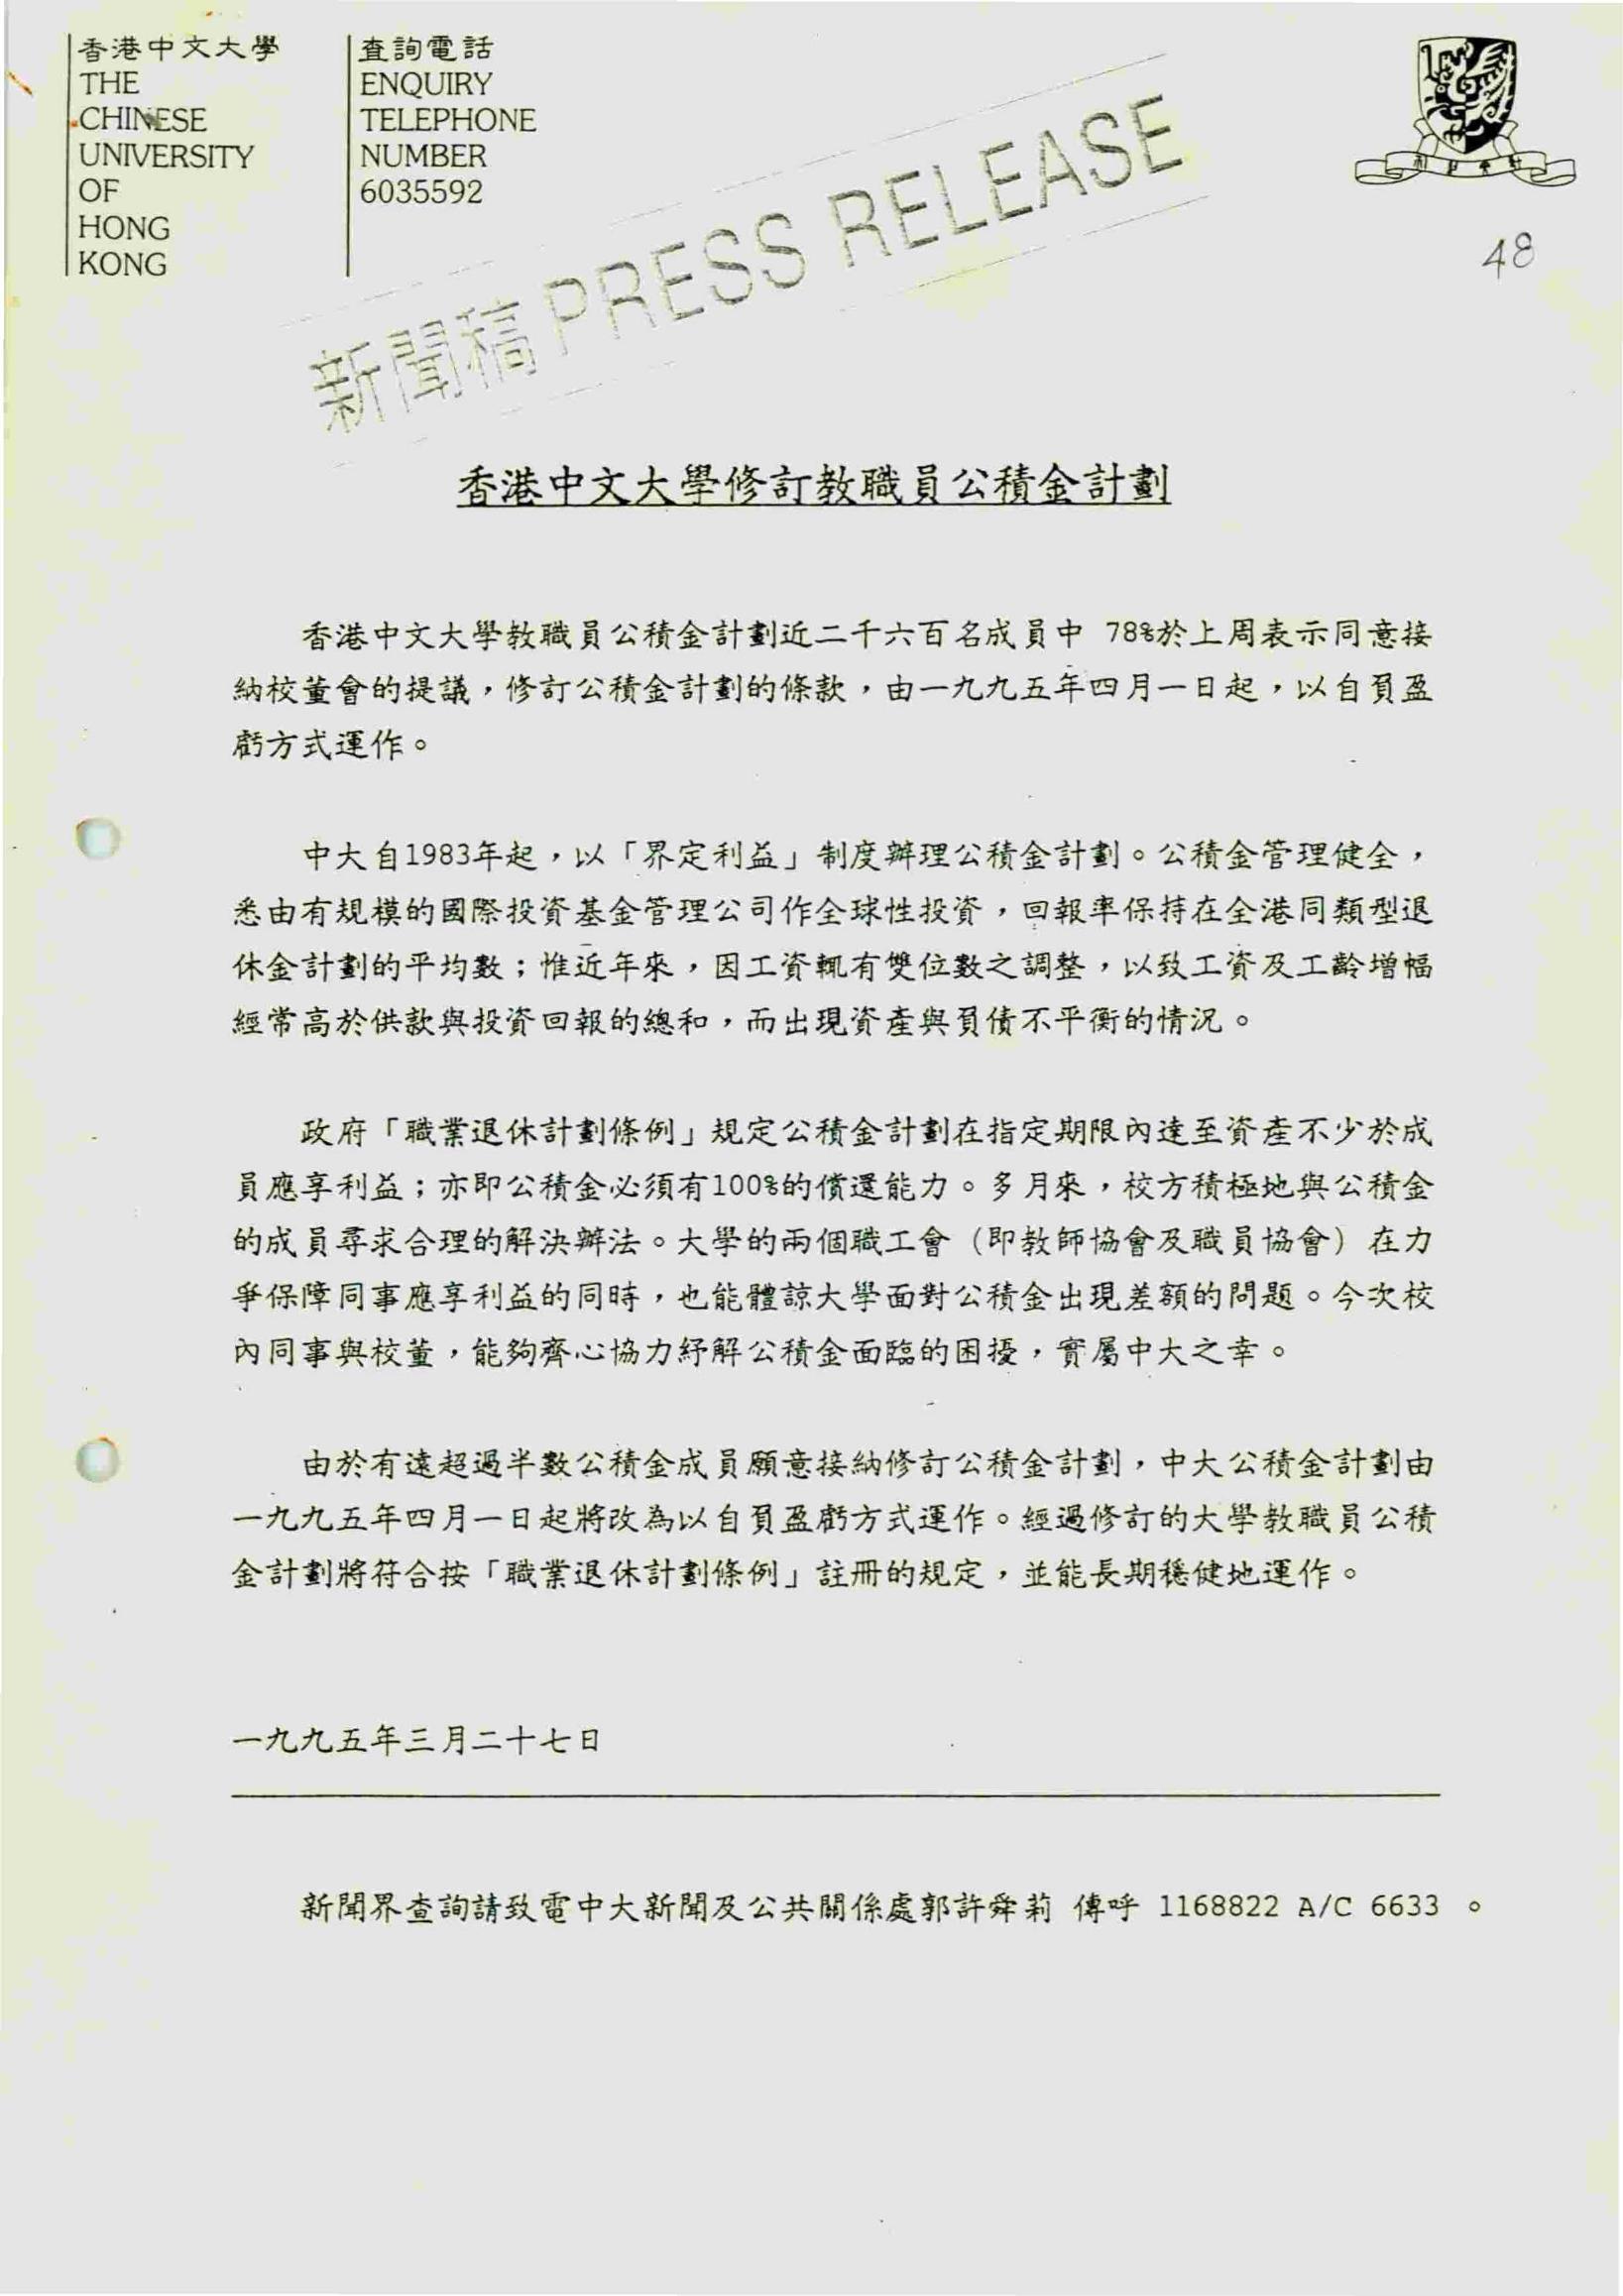 香港中文大學
THE
CHINESE
UNIVERSITY
OF
HONG
KONG
查詢電話
ENQUIRY
TELEPHONE
NUMBER
6035592
新聞稿 PRESS RELEASE
48
香港中文大學修訂教職員公積金計劃
香港中文大學教職員公積金計劃近二千六百名成員中 78%於上周表示同意接
納校董會的提議，修訂公積金計劃的條款，由一九九五年四月一日起，以自負盈
虧方式運作。
中大自1983年起，以「界定利益」制度辦理公積金計劃。公積金管理健全，
悉由有規模的國際投資基金管理公司作全球性投資，回報率保持在全港同類型退
休金計劃的平均數；惟近年來，因工資輒有雙位數之調整，以致工資及工齡增幅
經常高於供款與投資回報的總和，而出現資產與負債不平衡的情況。
政府「職業退休計劃條例」規定公積金計劃在指定期限內達至資產不少於成
員應享利益；亦即公積金必須有100%的償還能力。多月來，校方積極地與公積金
的成員尋求合理的解決辦法。大學的兩個職工會（即教師協會及職員協會）在力
爭保障同事應享利益的同時，也能體諒大學面對公積金出現差額的問題。今次校
內同事與校董，能夠齊心協力紓解公積金面臨的困擾，實屬中大之幸。
由於有遠超過半數公積金成員願意接納修訂公積金計劃，中大公積金計劃由
一九九五年四月一日起將改為以自負盈虧方式運作。經過修訂的大學教職員公積
金計劃將符合按「職業退休計劃條例」註冊的規定，並能長期穩健地運作。
一九九五年三月二十七日
新聞界查詢請致電中大新聞及公共關係處郭許舜莉 傳呼 1168822 A/C 6633 。